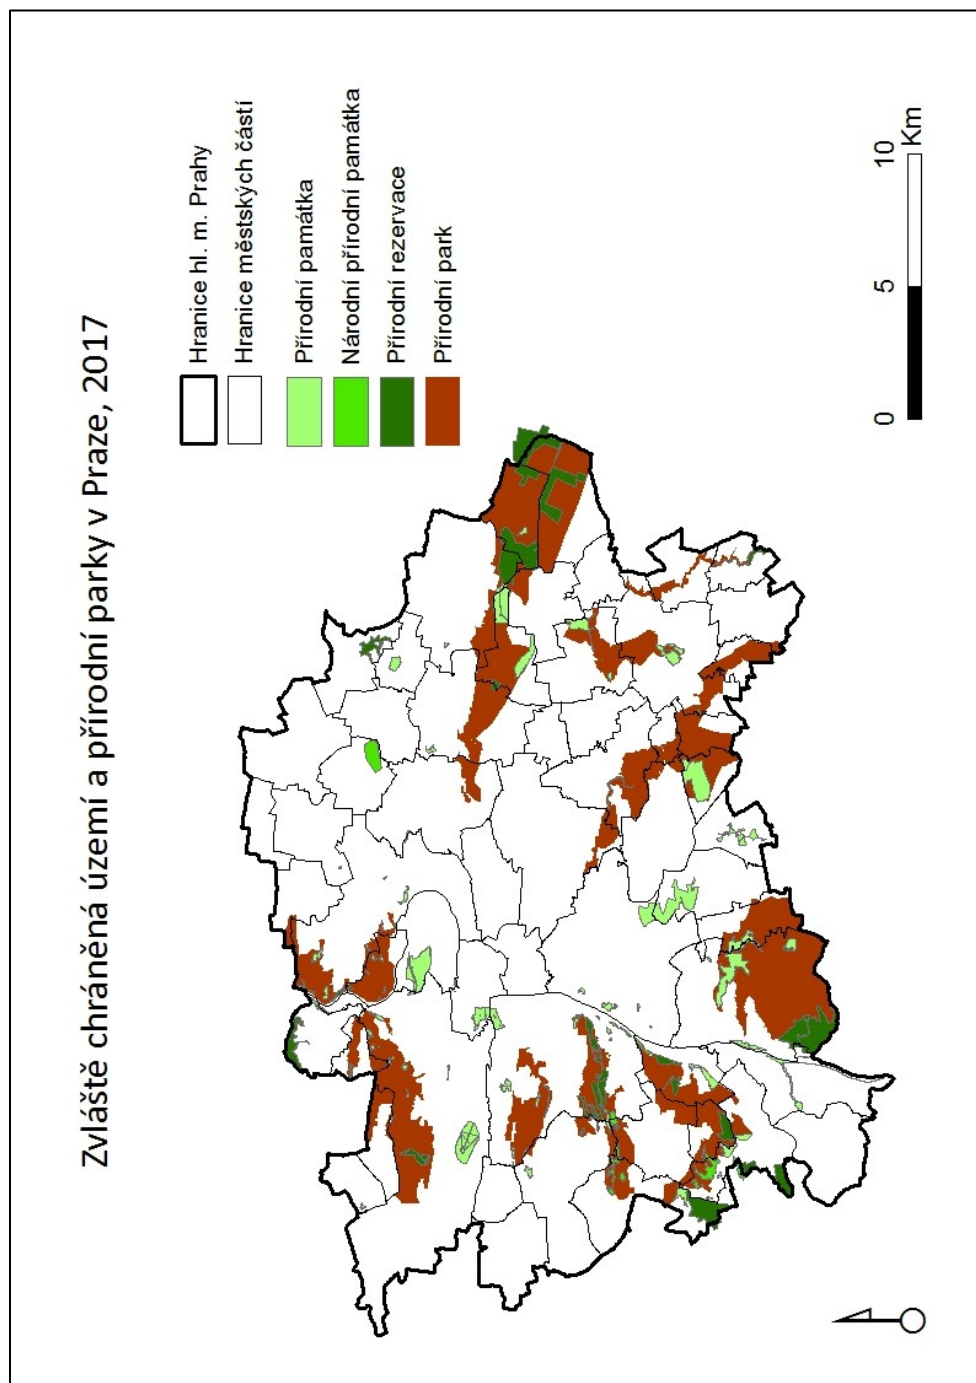 Zvláště chráněná území a přírodní parky v Praze, 2017
Hranice hl. m. Prahy
Hranice městských částí
Přírodní památka
Národní přírodní památka
Přírodní rezervace
Přírodní park
0 5 10
Km